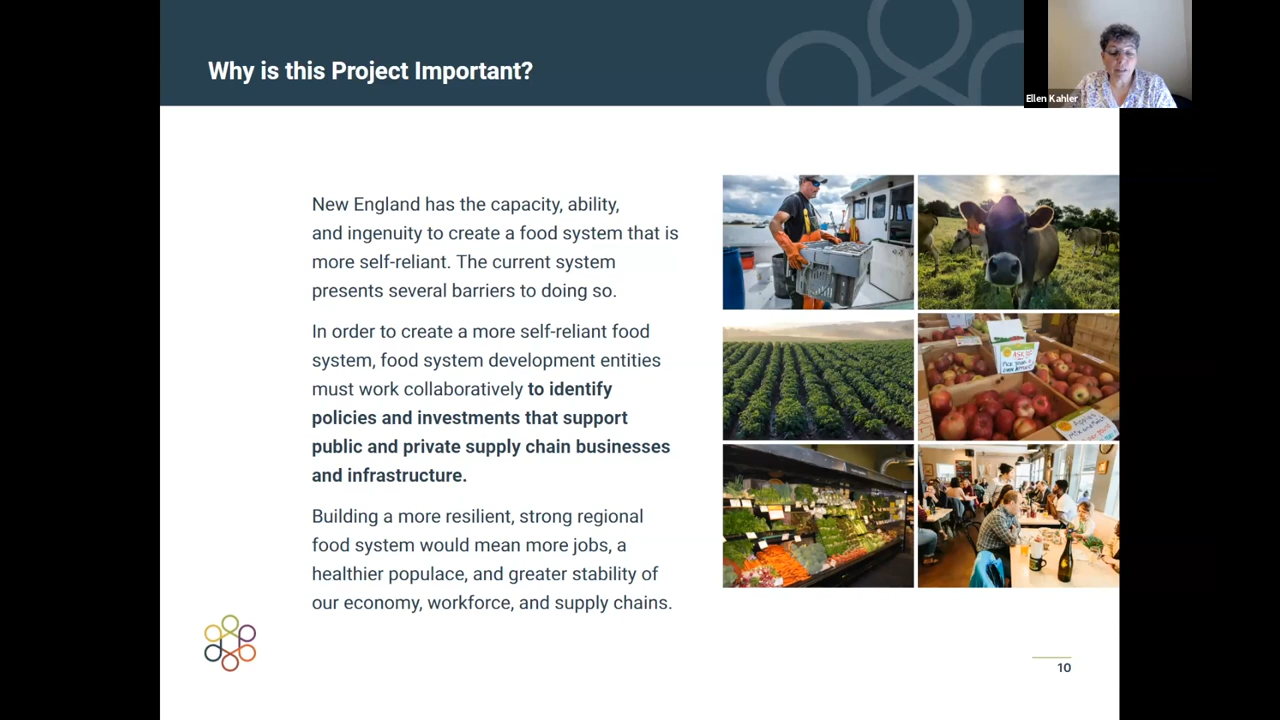 Why is this Project Important?
Ellen Kahler
New England has the capacity, ability,
and ingenuity to create a food system that is
more self-reliant. The current system
presents several barriers to doing so.
In order to create a more self-reliant food
system, food system development entities
must work collaboratively to identify
policies and investments that support
public and private supply chain businesses
and infrastructure.
Building a more resilient, strong regional
food system would mean more jobs, a
healthier populace, and greater stability of
our economy, workforce, and supply chains.
10